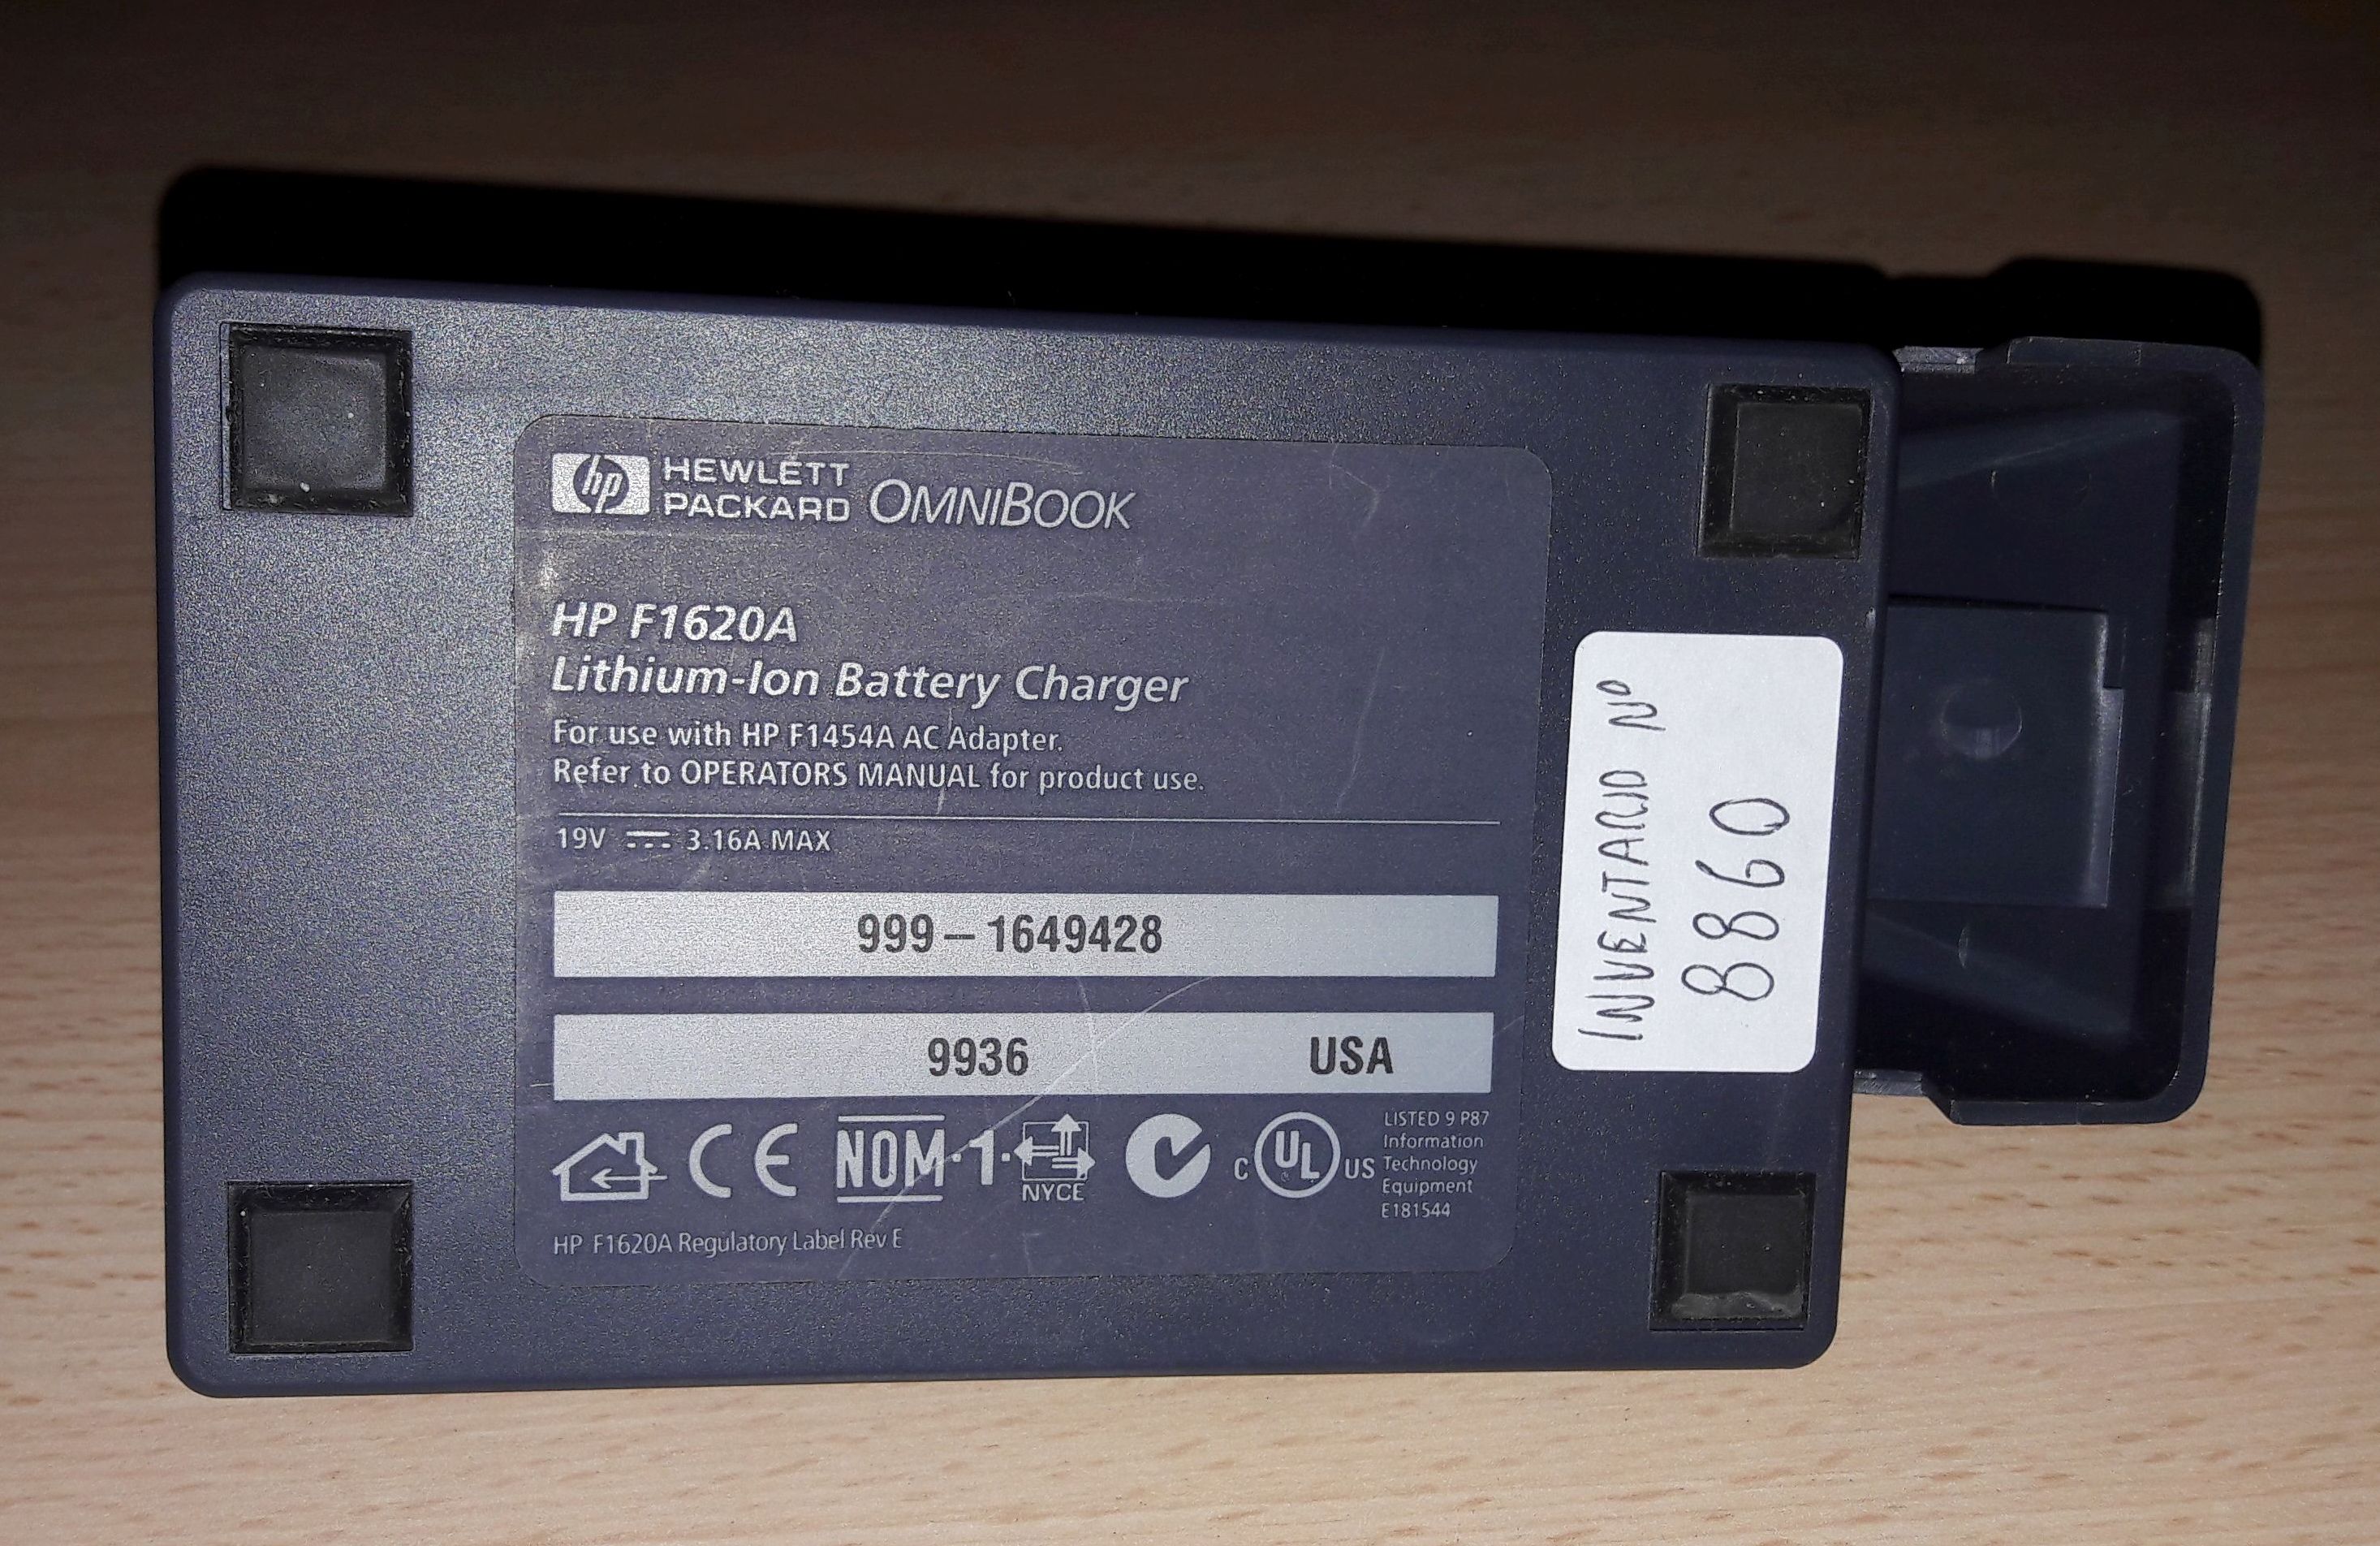 hp HEWLETT
PACKARD OMNIBOOK
HP F1620A
Lithium-Ion Battery Charger
For use with HP F1454A AC Adapter.
Refer to OPERATORS MANUAL for product use.
19V ⎓ 3.16A MAX
999–1649428
9936 USA
CE NOM·1· NYCE C UL US
LISTED 9 P87
Information
Technology
Equipment
E181544
HP F1620A Regulatory Label Rev E
INVENTARIO Nº
8860